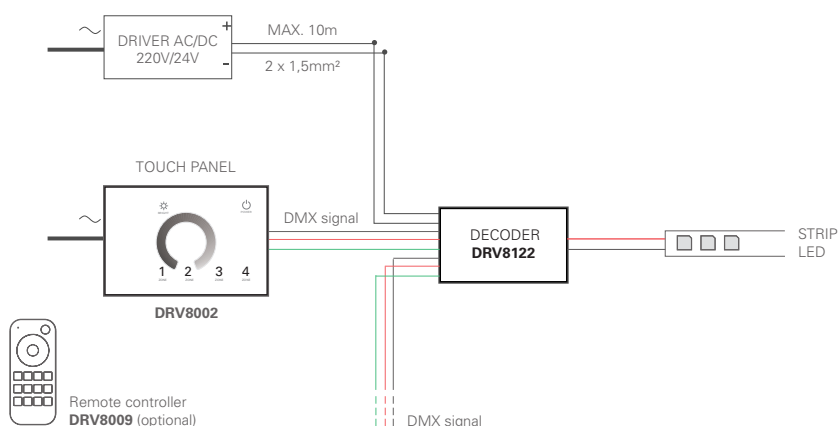 DRIVER AC/DC
220V/24V
+
-
MAX. 10m
2 x 1,5mm²
TOUCH PANEL
1 2 3 4
DRV8002
DMX signal
DECODER
DRV8122
STRIP
LED
Remote controller
DRV8009 (optional)
DMX signal